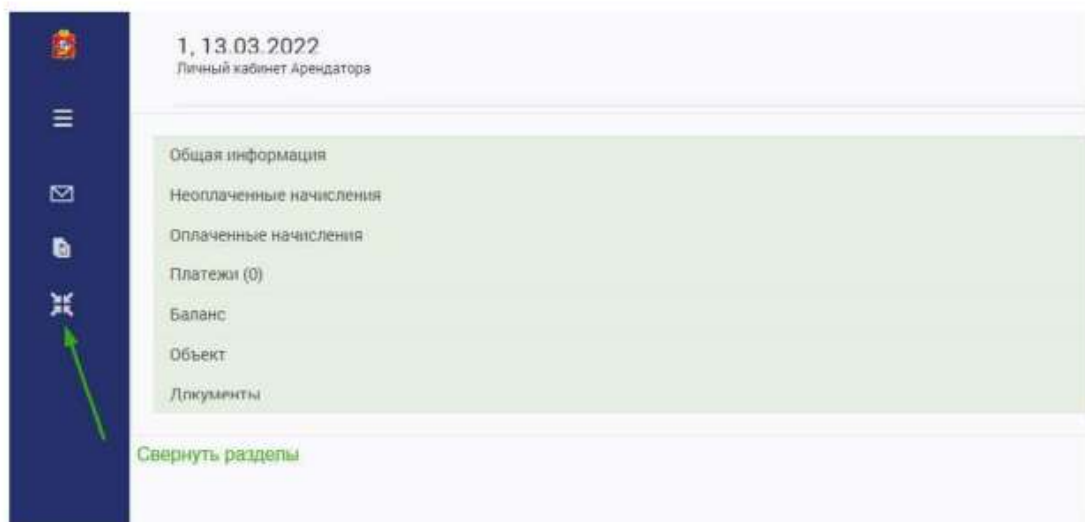 1, 13.03.2022
Личный кабинет Арендатора
Общая информация
Неоплаченные начисления
Оплаченные начисления
Платежи (0)
Баланс
Объект
Документы
Свернуть разделы